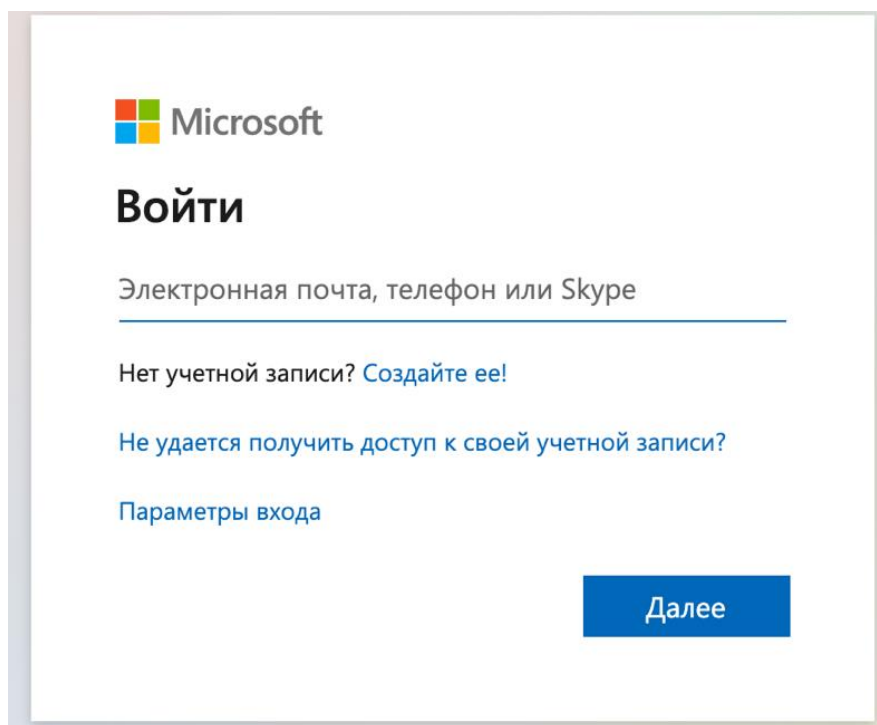 Microsoft
Войти
Электронная почта, телефон или Skype
Нет учетной записи? Создайте ее!
Не удается получить доступ к своей учетной записи?
Параметры входа
Далее